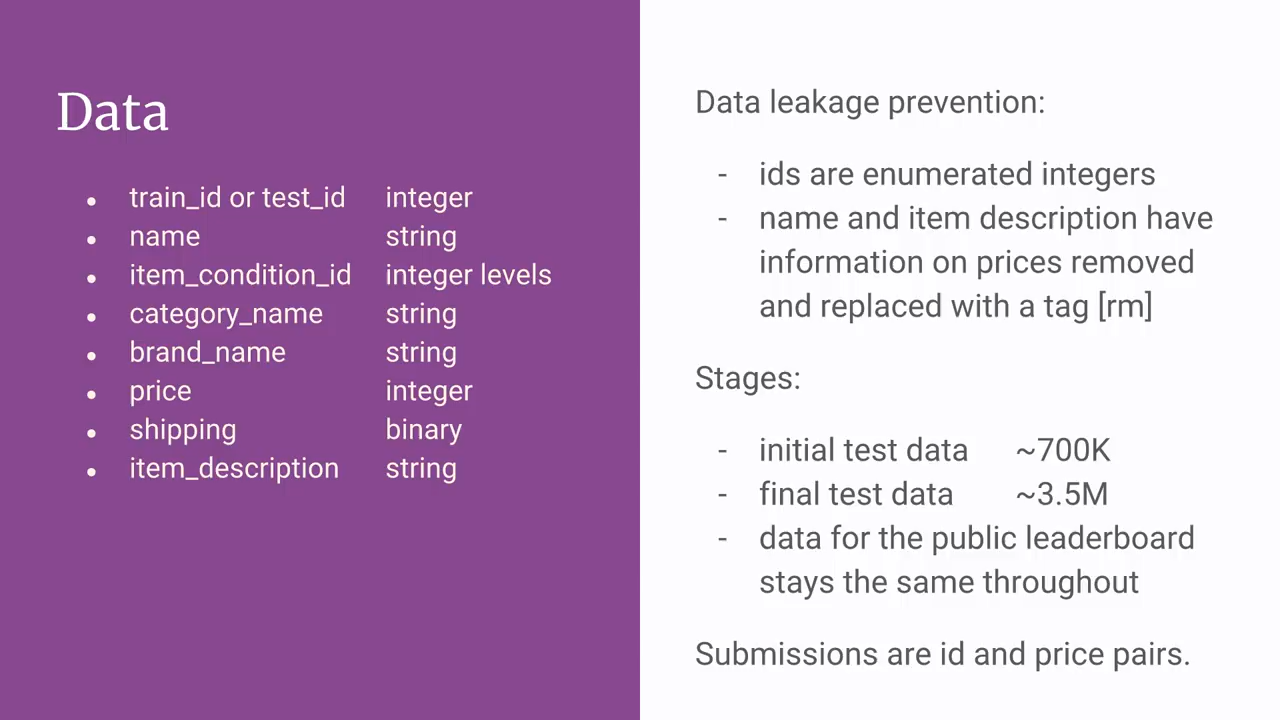 Data
● train_id or test_id integer
● name string
● item_condition_id integer levels
● category_name string
● brand_name string
● price integer
● shipping binary
● item_description string
Data leakage prevention:
- ids are enumerated integers
- name and item description have
information on prices removed
and replaced with a tag [rm]
Stages:
- initial test data ~700K
- final test data ~3.5M
- data for the public leaderboard
stays the same throughout
Submissions are id and price pairs.